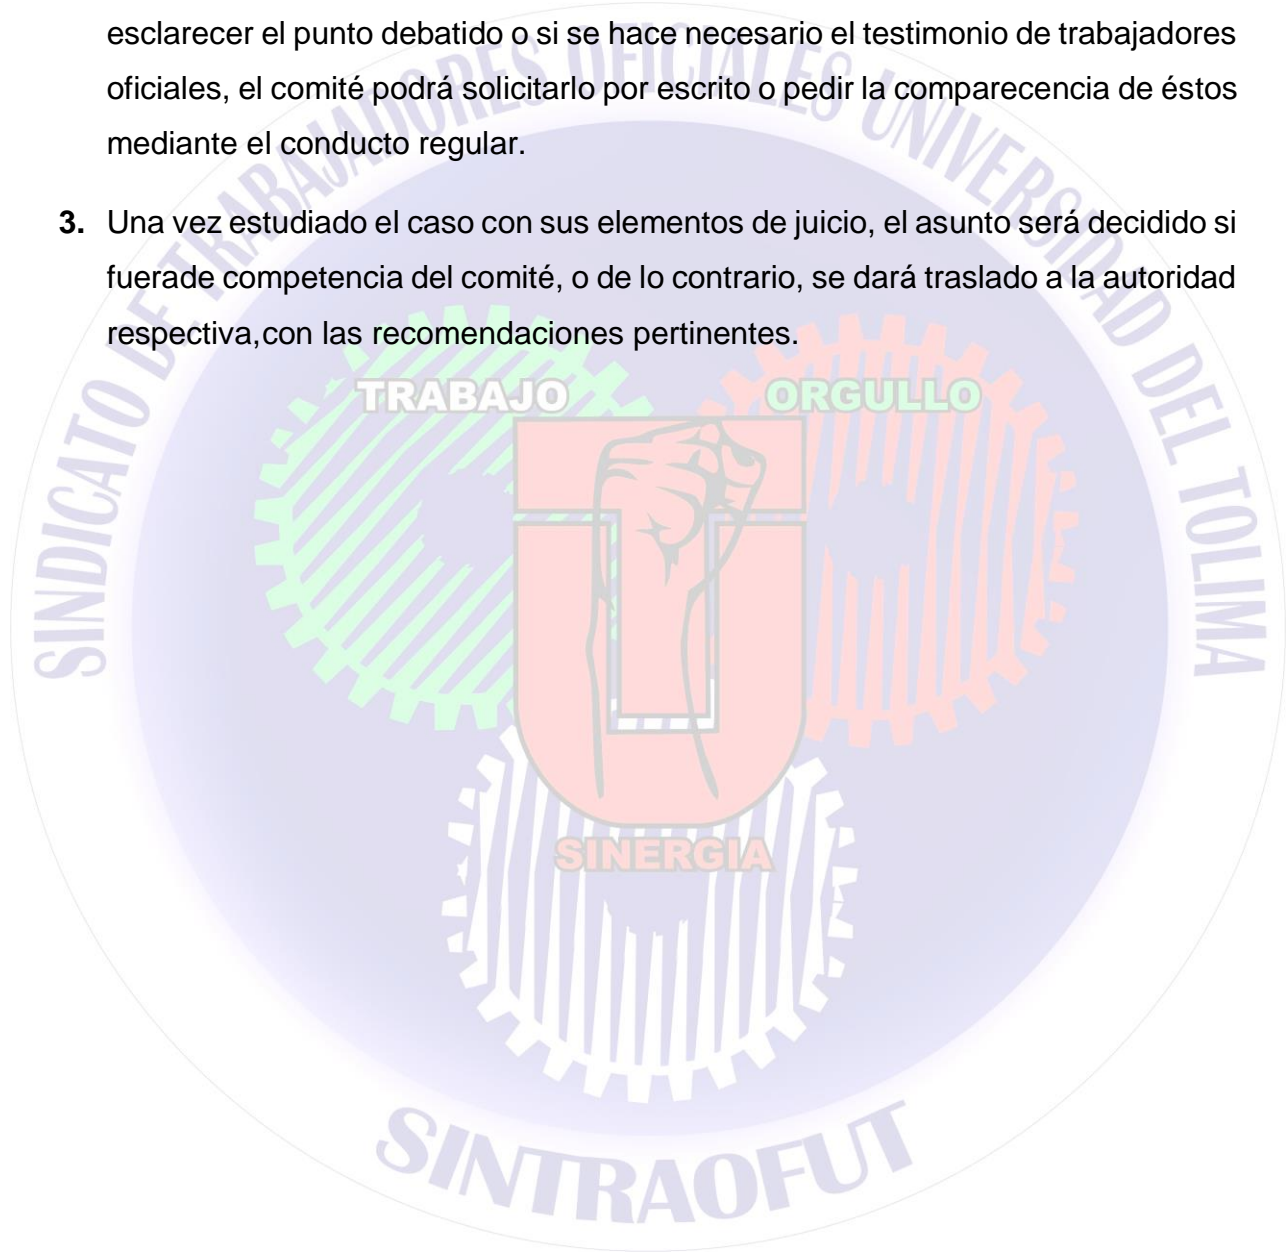 esclarecer el punto debatido o si se hace necesario el testimonio de trabajadores
oficiales, el comité podrá solicitarlo por escrito o pedir la comparecencia de éstos
mediante el conducto regular.
3. Una vez estudiado el caso con sus elementos de juicio, el asunto será decidido si
fuerade competencia del comité, o de lo contrario, se dará traslado a la autoridad
respectiva,con las recomendaciones pertinentes.
SINDICATO DE TRABAJADORES OFICIALES UNIVERSIDAD DEL TOLIMA
TRABAJO
ORGULLO
SINERGIA
SINTRAOFUT